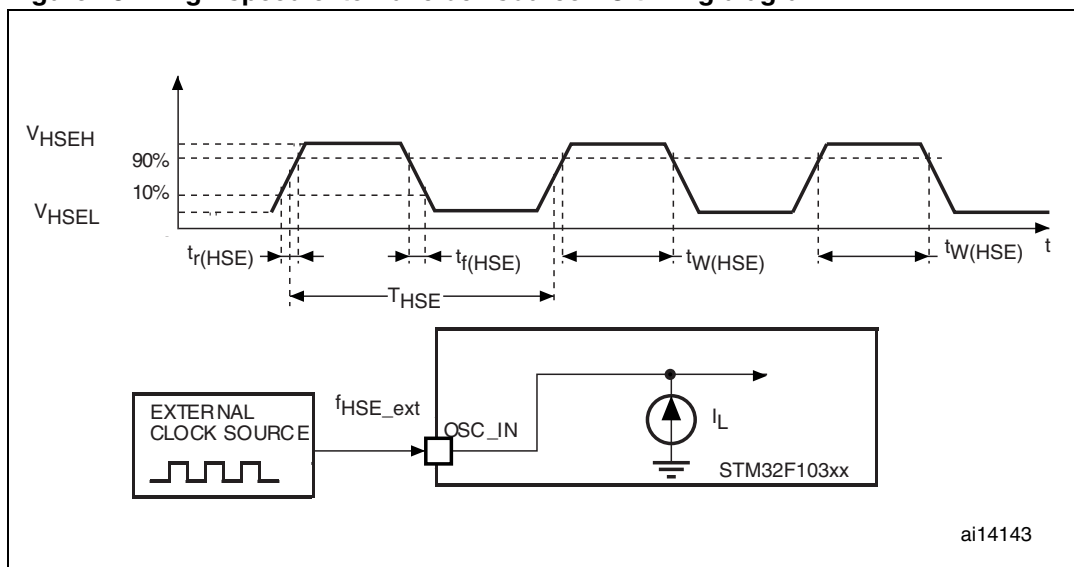 VHSEH
90%
10%
VHSEL
tr(HSE)
tf(HSE)
tW(HSE)
tW(HSE)
t
THSE
EXTERNAL
CLOCK SOURCE
fHSE_ext
OSC_IN
IL
STM32F103xx
ai14143